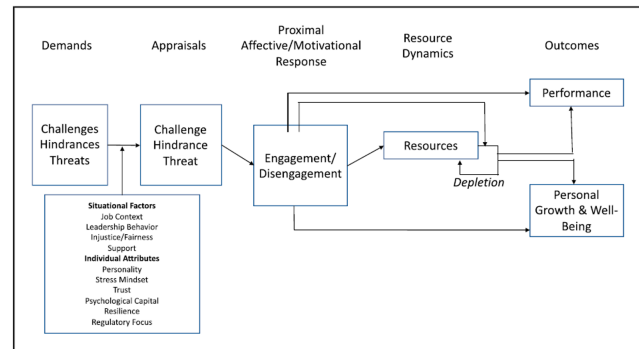 Demands
Appraisals
Proximal
Affective/Motivational
Response
Resource
Dynamics
Outcomes
Challenges
Hindrances
Threats
Challenge
Hindrance
Threat
Engagement/
Disengagement
Resources
Depletion
Performance
Personal
Growth & Well-
Being
Situational Factors
Job Context
Leadership Behavior
Injustice/Fairness
Support
Individual Attributes
Personality
Stress Mindset
Trust
Psychological Capital
Resilience
Regulatory Focus